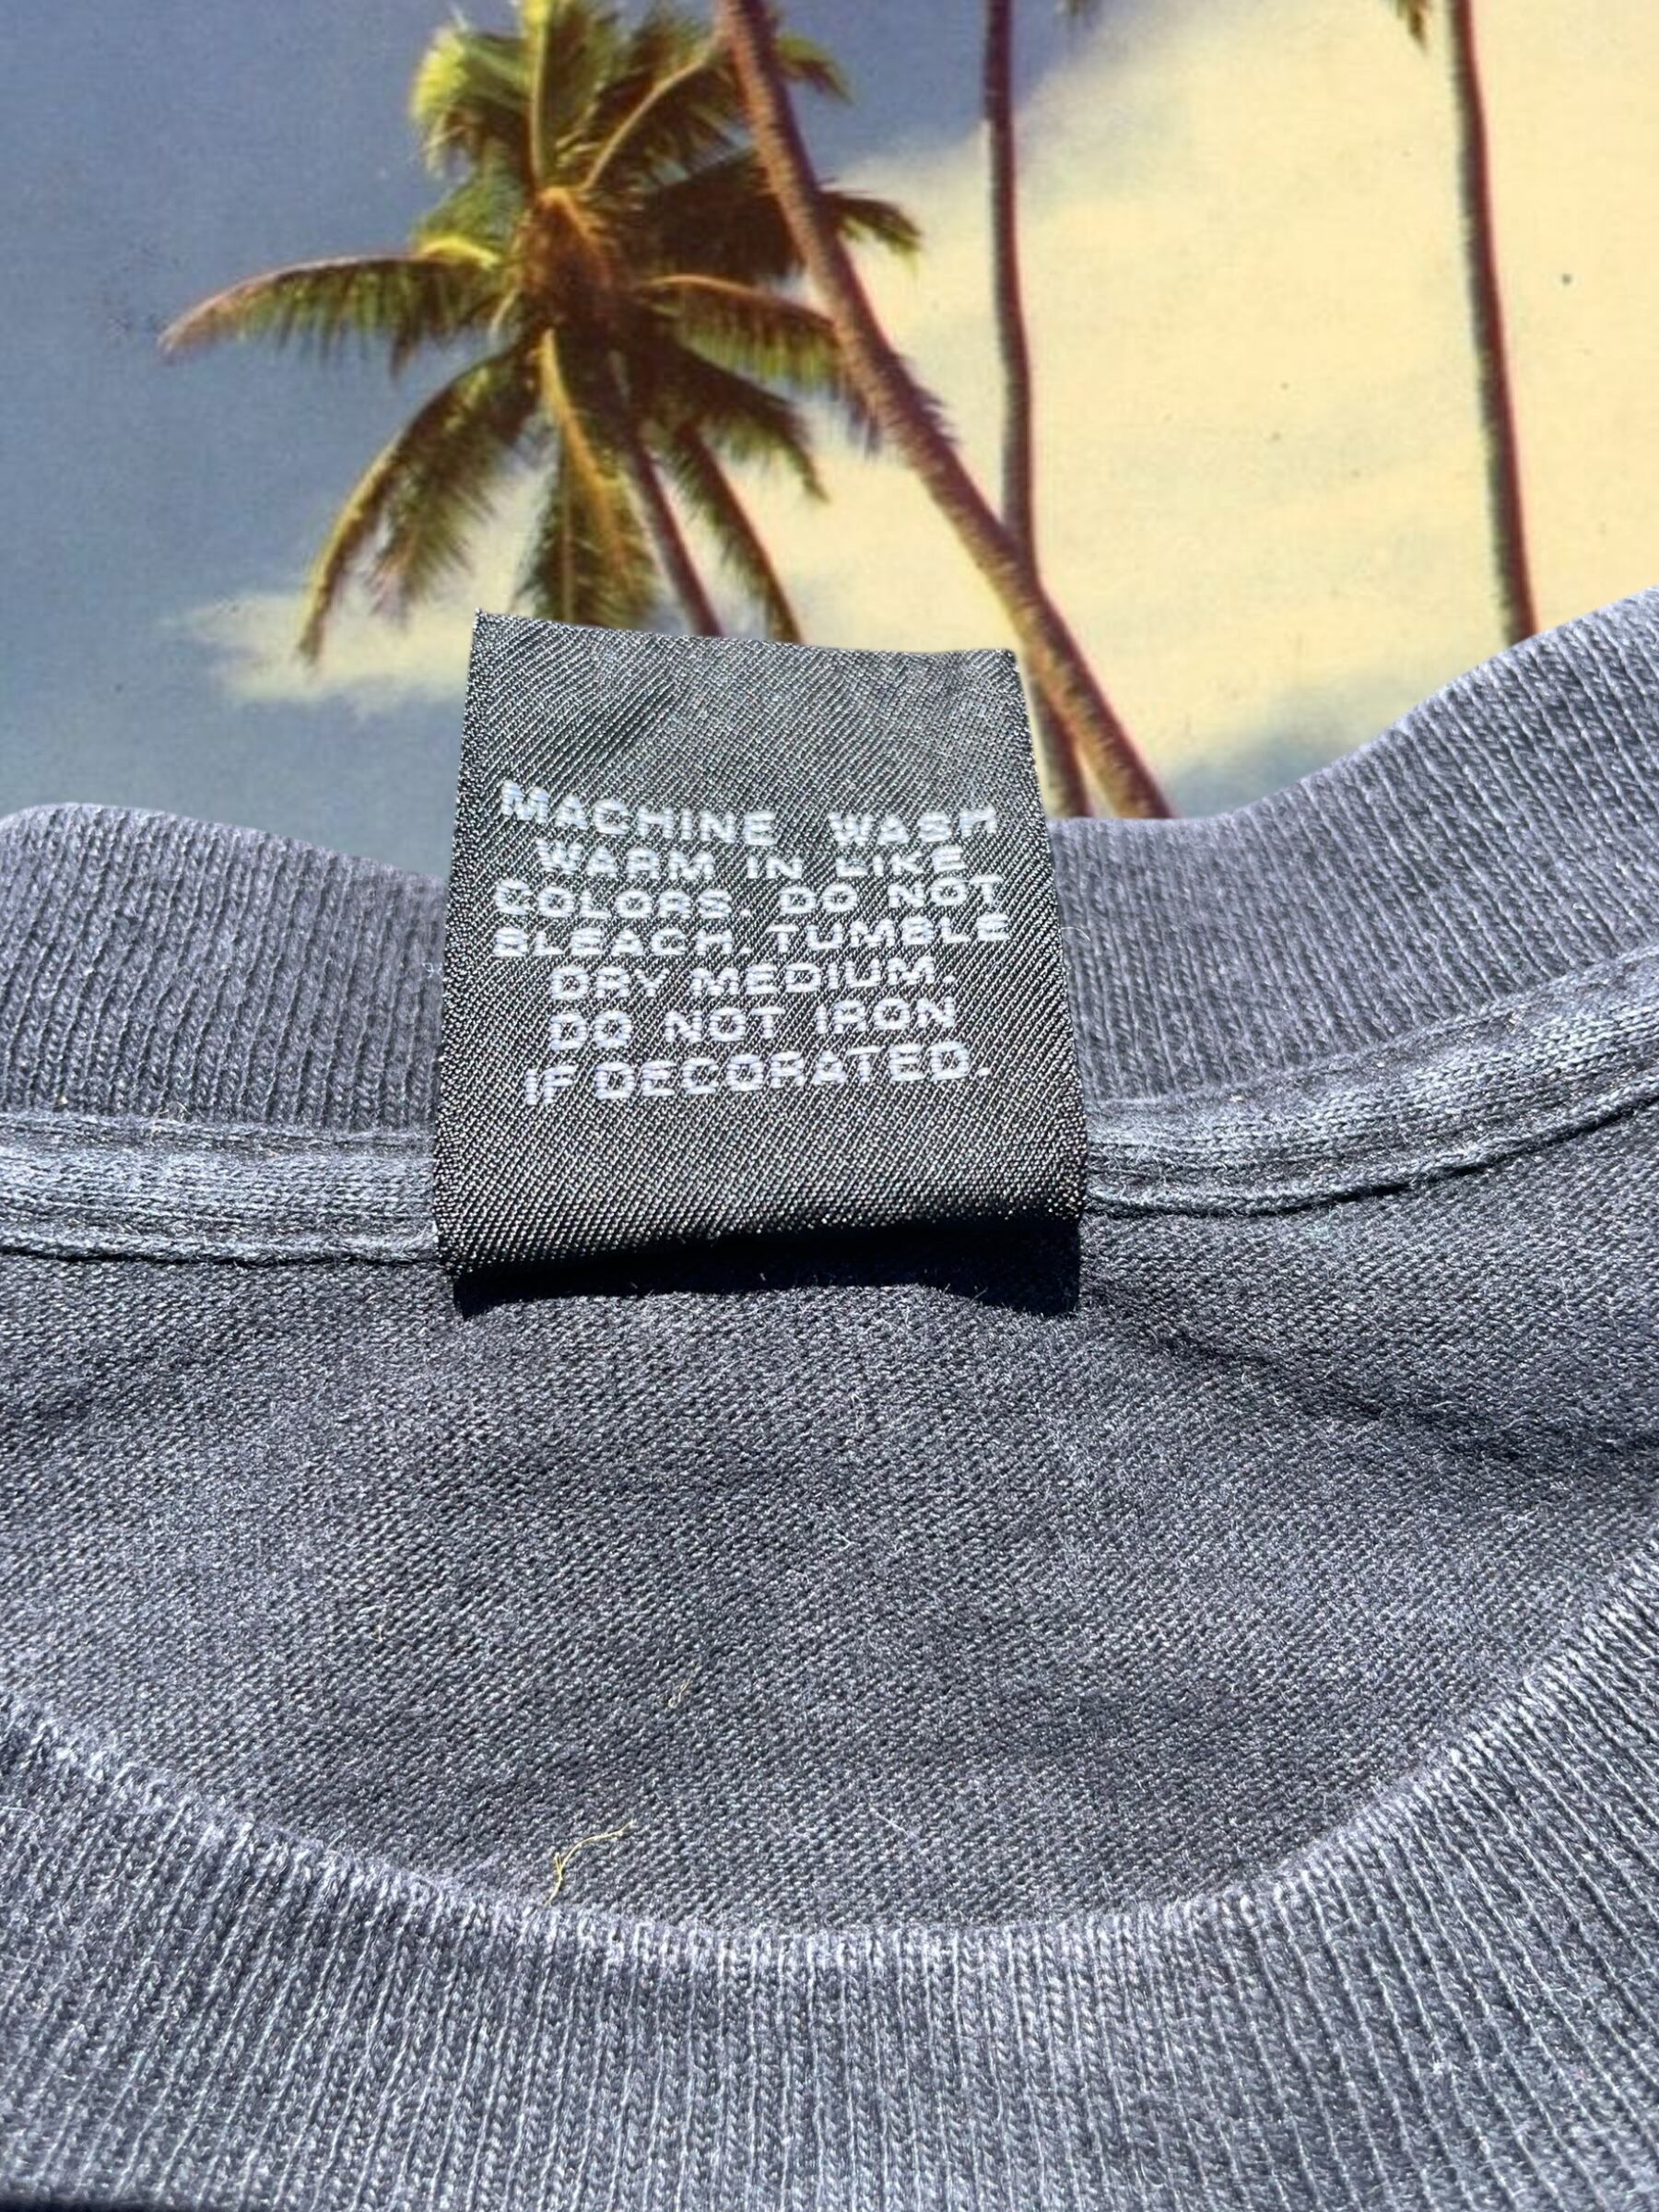 MACHINE WASH
WARM IN LIKE
COLORS. DO NOT
BLEACH. TUMBLE
DRY MEDIUM.
DO NOT IRON
IF DECORATED.